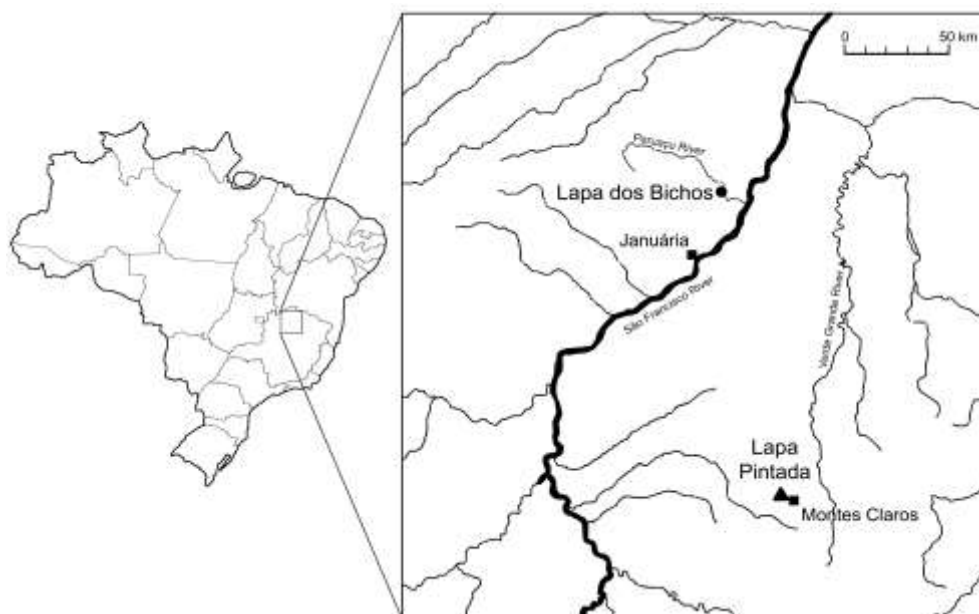 0 50 km
Peruaçu River
Lapa dos Bichos
Januária
São Francisco River
Verde Grande River
Lapa
Pintada
Montes Claros